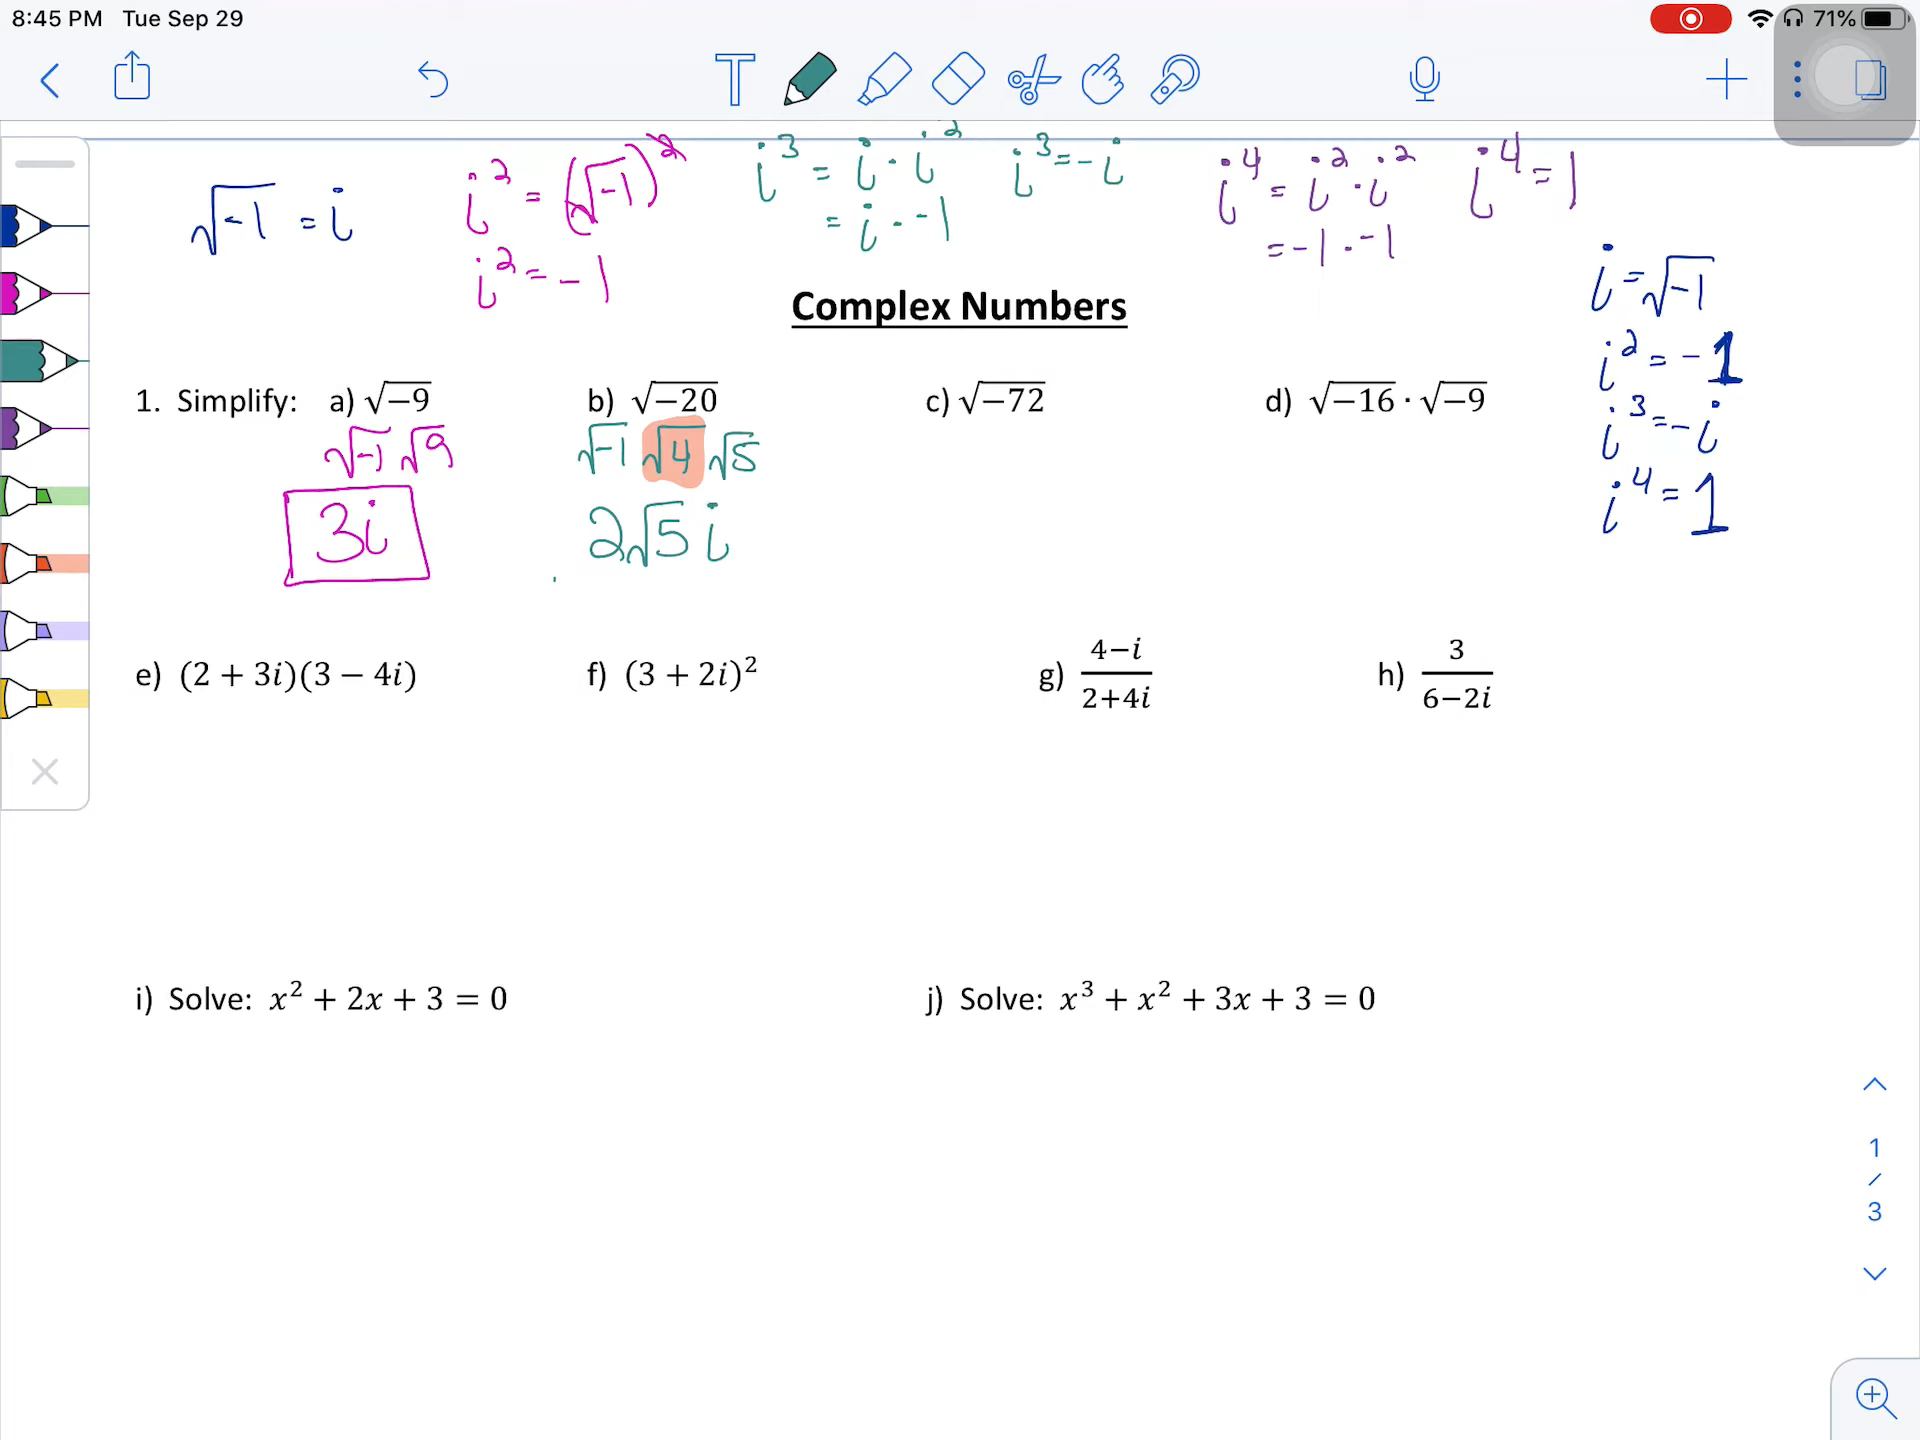 8:45 PM Tue Sep 29
71%
√-1 = i
i² = (√-1)²
i² = -1
i³ = i · i²
= i · -1
i³ = -i
i⁴ = i² · i²
= -1 · -1
i⁴ = 1
i = √-1
i² = -1
i³ = -i
i⁴ = 1
Complex Numbers
1. Simplify: a) √−9 b) √−20 c) √−72 d) √−16 · √−9
√-1 √9
3i
√-1 √4 √5
2√5 i
e) (2 + 3i)(3 − 4i) f) (3 + 2i)² g) (4−i)/(2+4i) h) 3/(6−2i)
i) Solve: x² + 2x + 3 = 0 j) Solve: x³ + x² + 3x + 3 = 0
1
/
3